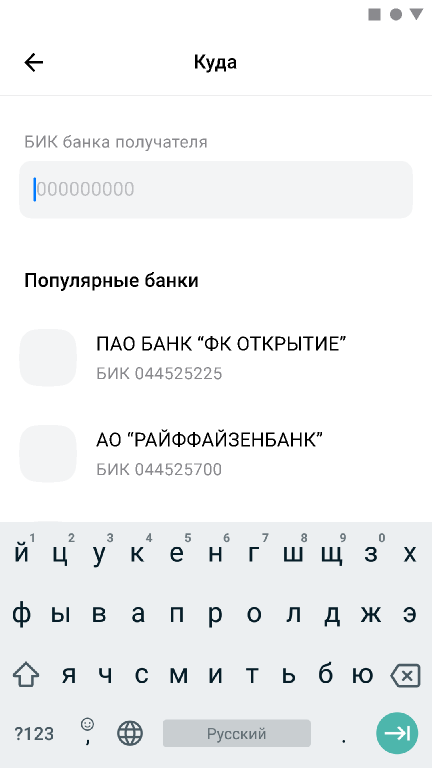 Куда
БИК банка получателя
000000000
Популярные банки
ПАО БАНК “ФК ОТКРЫТИЕ”
БИК 044525225
АО “РАЙФФАЙЗЕНБАНК”
БИК 044525700
1 2 3 4 5 6 7 8 9 0
й ц у к е н г ш щ з х
ф ы в а п р о л д ж э
я ч с м и т ь б ю
?123 , Русский .